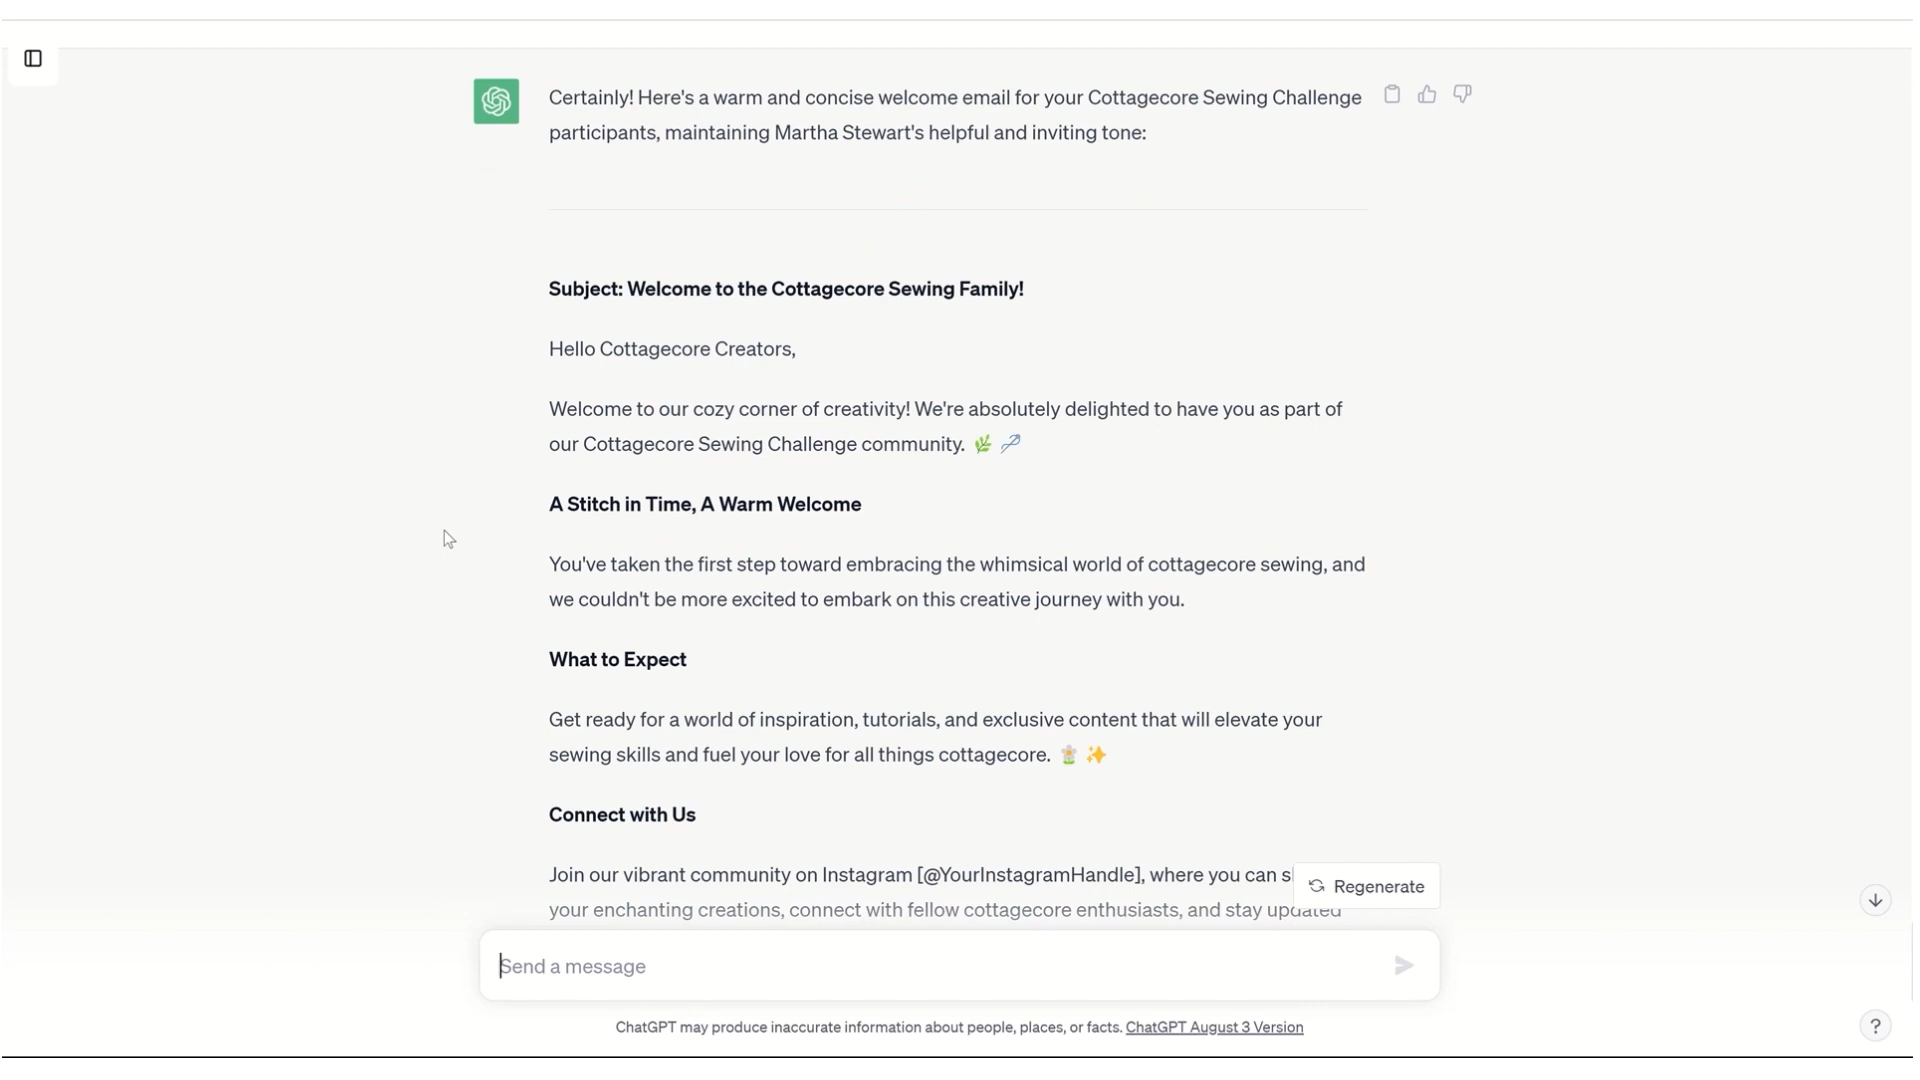 Certainly! Here's a warm and concise welcome email for your Cottagecore Sewing Challenge
participants, maintaining Martha Stewart's helpful and inviting tone:
Subject: Welcome to the Cottagecore Sewing Family!
Hello Cottagecore Creators,
Welcome to our cozy corner of creativity! We're absolutely delighted to have you as part of
our Cottagecore Sewing Challenge community. 🌿 🪡
A Stitch in Time, A Warm Welcome
You've taken the first step toward embracing the whimsical world of cottagecore sewing, and
we couldn't be more excited to embark on this creative journey with you.
What to Expect
Get ready for a world of inspiration, tutorials, and exclusive content that will elevate your
sewing skills and fuel your love for all things cottagecore. ✨
Connect with Us
Join our vibrant community on Instagram [@YourInstagramHandle], where you can
Regenerate
your enchanting creations, connect with fellow cottagecore enthusiasts, and stay updated
Send a message
ChatGPT may produce inaccurate information about people, places, or facts. ChatGPT August 3 Version
?